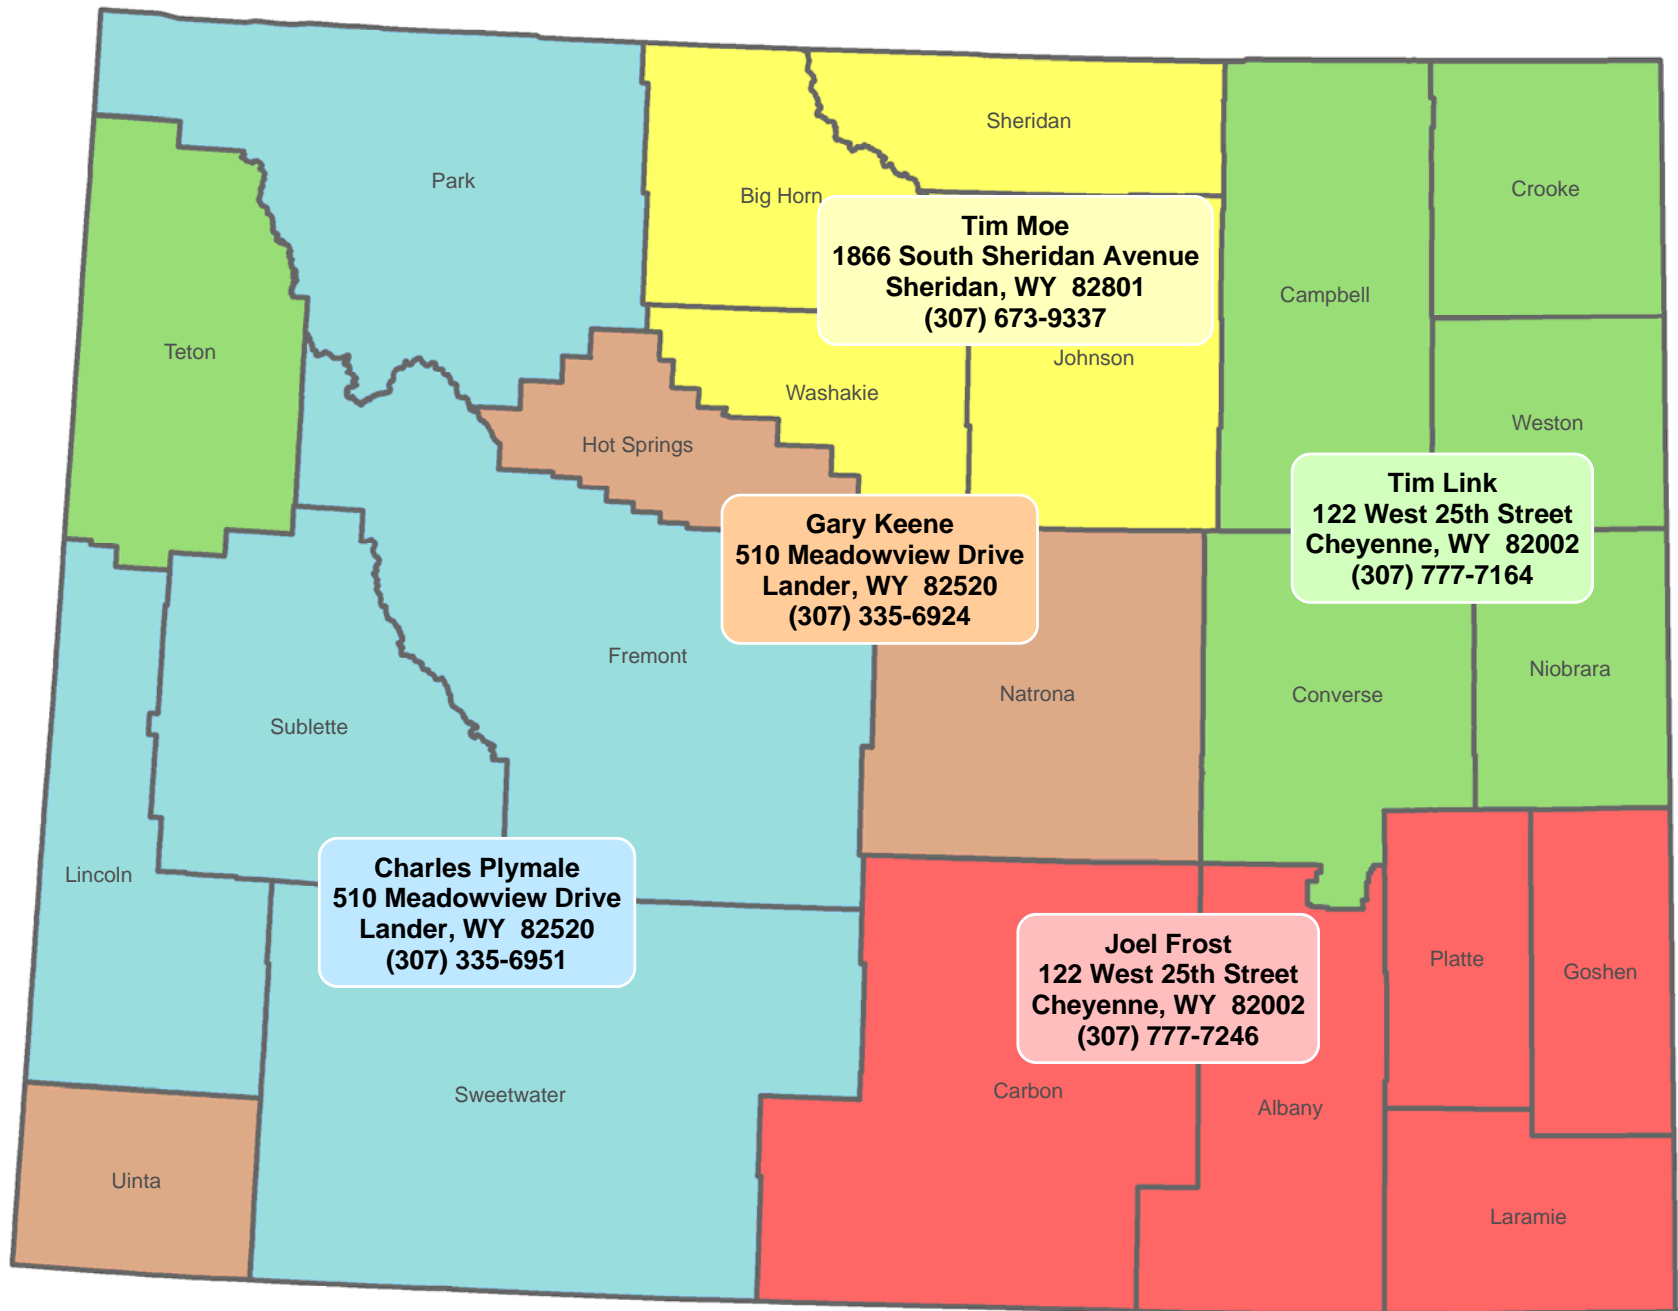 Sheridan
Park
Crooke
Big Horn
Tim Moe
1866 South Sheridan Avenue
Sheridan, WY  82801
(307) 673-9337
Campbell
Teton
Johnson
Washakie
Weston
Hot Springs
Tim Link
122 West 25th Street
Cheyenne, WY  82002
(307) 777-7164
Gary Keene
510 Meadowview Drive
Lander, WY  82520
(307) 335-6924
Fremont
Niobrara
Natrona
Converse
Sublette
Lincoln
Charles Plymale
510 Meadowview Drive
Lander, WY  82520
(307) 335-6951
Joel Frost
122 West 25th Street
Cheyenne, WY  82002
(307) 777-7246
Platte
Goshen
Sweetwater
Carbon
Albany
Uinta
Laramie